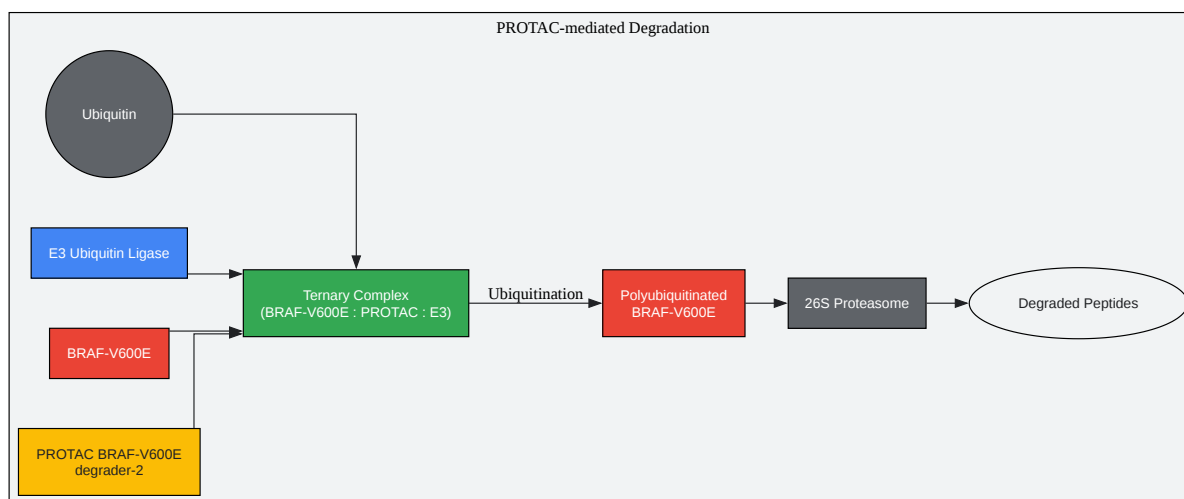 PROTAC-mediated Degradation
Ubiquitin
E3 Ubiquitin Ligase
BRAF-V600E
PROTAC BRAF-V600E
degrader-2
Ternary Complex
(BRAF-V600E : PROTAC : E3)
Ubiquitination
Polyubiquitinated
BRAF-V600E
26S Proteasome
Degraded Peptides